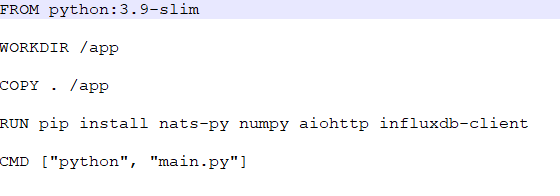 FROM python:3.9-slim
WORKDIR /app
COPY . /app
RUN pip install nats-py numpy aiohttp influxdb-client
CMD ["python", "main.py"]